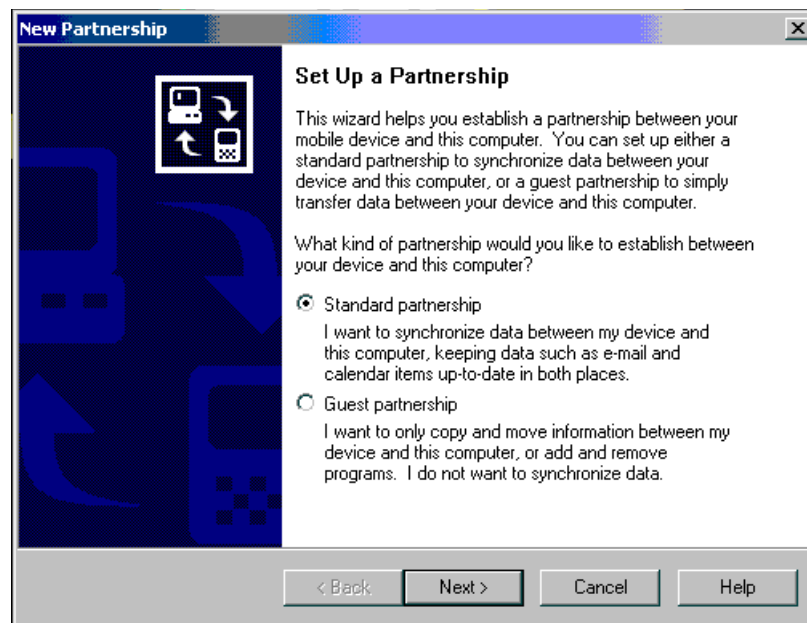 New Partnership
Set Up a Partnership
This wizard helps you establish a partnership between your
mobile device and this computer.  You can set up either a
standard partnership to synchronize data between your
device and this computer, or a guest partnership to simply
transfer data between your device and this computer.
What kind of partnership would you like to establish between
your device and this computer?
Standard partnership
I want to synchronize data between my device and
this computer, keeping data such as e-mail and
calendar items up-to-date in both places.
Guest partnership
I want to only copy and move information between my
device and this computer, or add and remove
programs.  I do not want to synchronize data.
< Back Next > Cancel Help